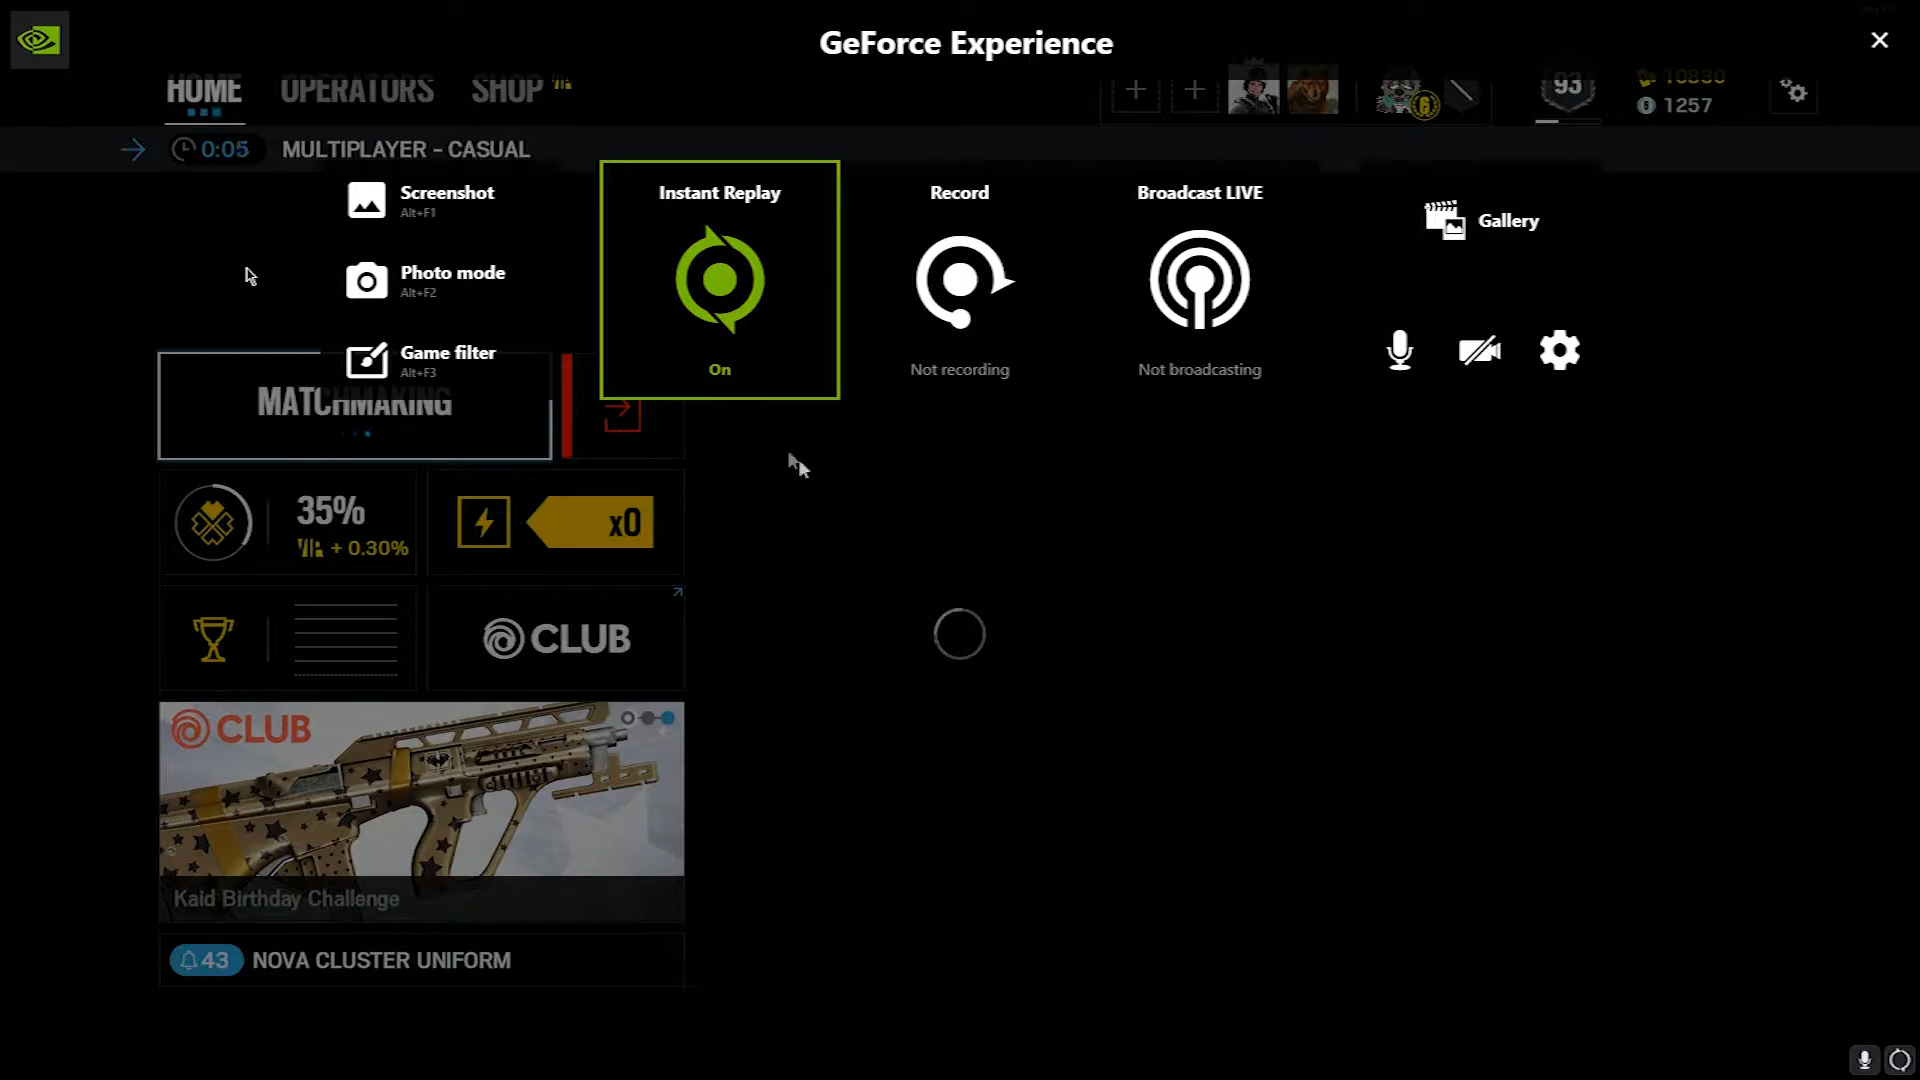 GeForce Experience
HOME OPERATORS SHOP
93
10830
1257
0:05 MULTIPLAYER - CASUAL
Screenshot
Alt+F1
Photo mode
Alt+F2
Game filter
Alt+F3
Instant Replay
On
Record
Not recording
Broadcast LIVE
Not broadcasting
Gallery
MATCHMAKING
35%
+ 0.30%
x0
CLUB
CLUB
Kaid Birthday Challenge
43 NOVA CLUSTER UNIFORM